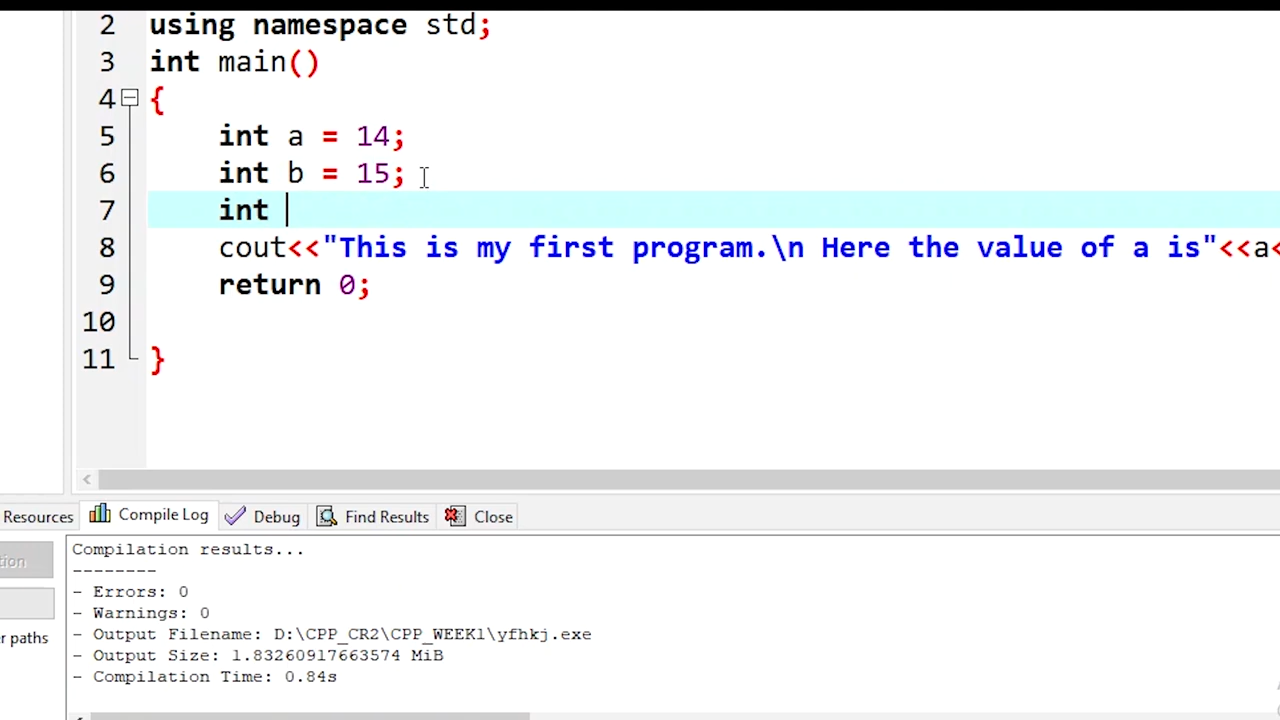 2 using namespace std;
3 int main()
4 {
5 int a = 14;
6 int b = 15;
7 int
8 cout<<"This is my first program.\n Here the value of a is"<<a<
9 return 0;
10
11 }
Resources Compile Log Debug Find Results Close
Compilation results...
--------
- Errors: 0
- Warnings: 0
- Output Filename: D:\CPP_CR2\CPP_WEEK1\yfhkj.exe
- Output Size: 1.83260917663574 MiB
- Compilation Time: 0.84s
tion
er paths